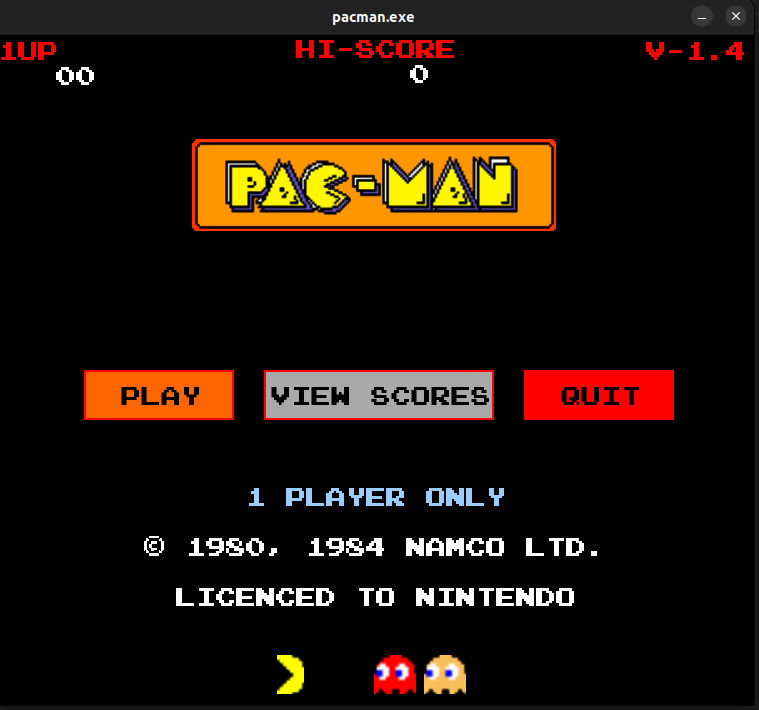 pacman.exe
1UP HI-SCORE V-1.4
00 0
PAC-MAN
PLAY VIEW SCORES QUIT
1 PLAYER ONLY
© 1980, 1984 NAMCO LTD.
LICENCED TO NINTENDO